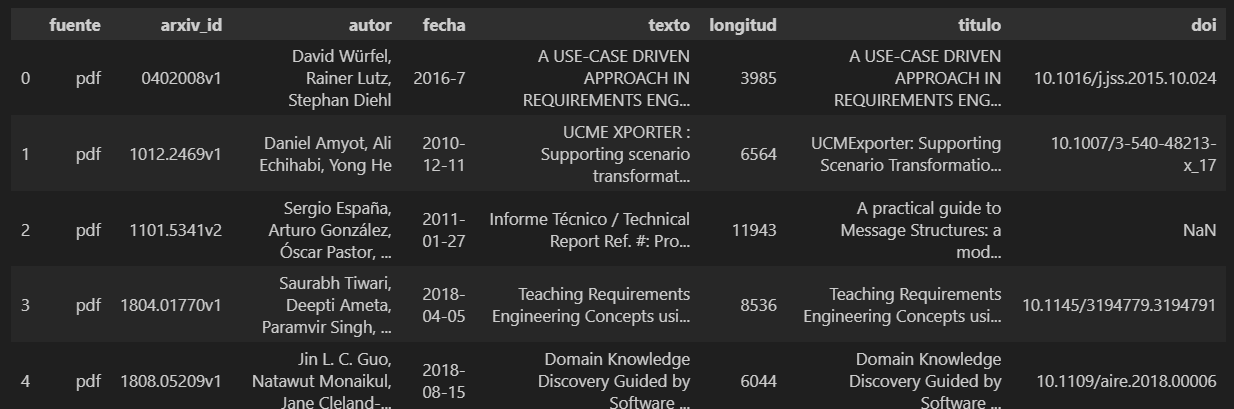 fuente arxiv_id autor fecha texto longitud titulo doi
0 pdf 0402008v1 David Würfel, Rainer Lutz, Stephan Diehl 2016-7 A USE-CASE DRIVEN APPROACH IN REQUIREMENTS ENG... 3985 A USE-CASE DRIVEN APPROACH IN REQUIREMENTS ENG... 10.1016/j.jss.2015.10.024
1 pdf 1012.2469v1 Daniel Amyot, Ali Echihabi, Yong He 2010-12-11 UCME XPORTER : Supporting scenario transformat... 6564 UCMExporter: Supporting Scenario Transformatio... 10.1007/3-540-48213-x_17
2 pdf 1101.5341v2 Sergio España, Arturo González, Óscar Pastor, ... 2011-01-27 Informe Técnico / Technical Report Ref. #: Pro... 11943 A practical guide to Message Structures: a mod... NaN
3 pdf 1804.01770v1 Saurabh Tiwari, Deepti Ameta, Paramvir Singh, ... 2018-04-05 Teaching Requirements Engineering Concepts usi... 8536 Teaching Requirements Engineering Concepts usi... 10.1145/3194779.3194791
4 pdf 1808.05209v1 Jin L. C. Guo, Natawut Monaikul, Jane Cleland-... 2018-08-15 Domain Knowledge Discovery Guided by Software ... 6044 Domain Knowledge Discovery Guided by Software ... 10.1109/aire.2018.00006